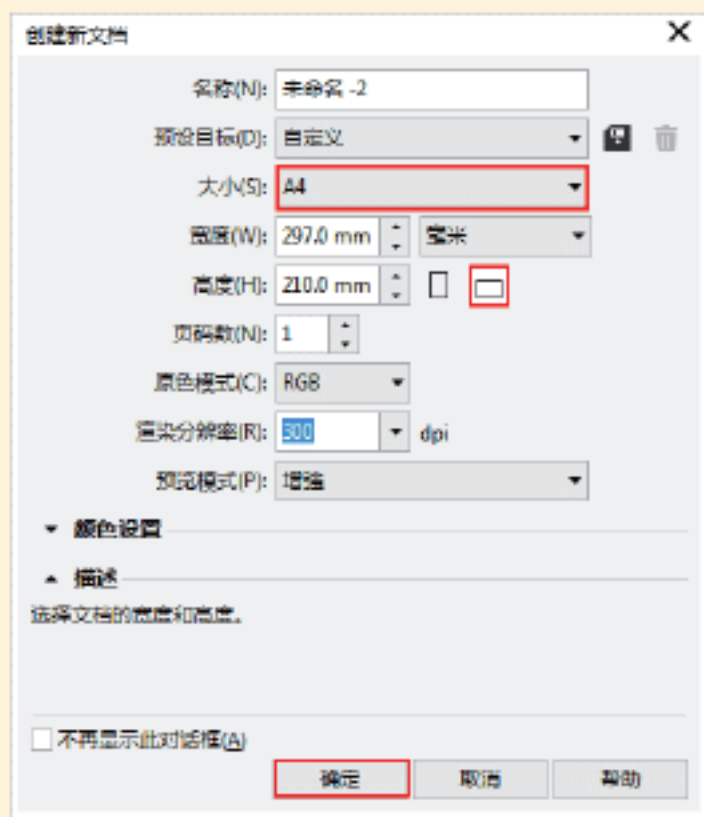 创建新文档
名称(N): 未命名 -2
预设目标(D): 自定义
大小(S): A4
宽度(W): 297.0 mm 毫米
高度(H): 210.0 mm
页码数(N): 1
原色模式(C): RGB
渲染分辨率(R): 300 dpi
预览模式(P): 增强
颜色设置
描述
选择文档的宽度和高度。
不再显示此对话框(A)
确定 取消 帮助